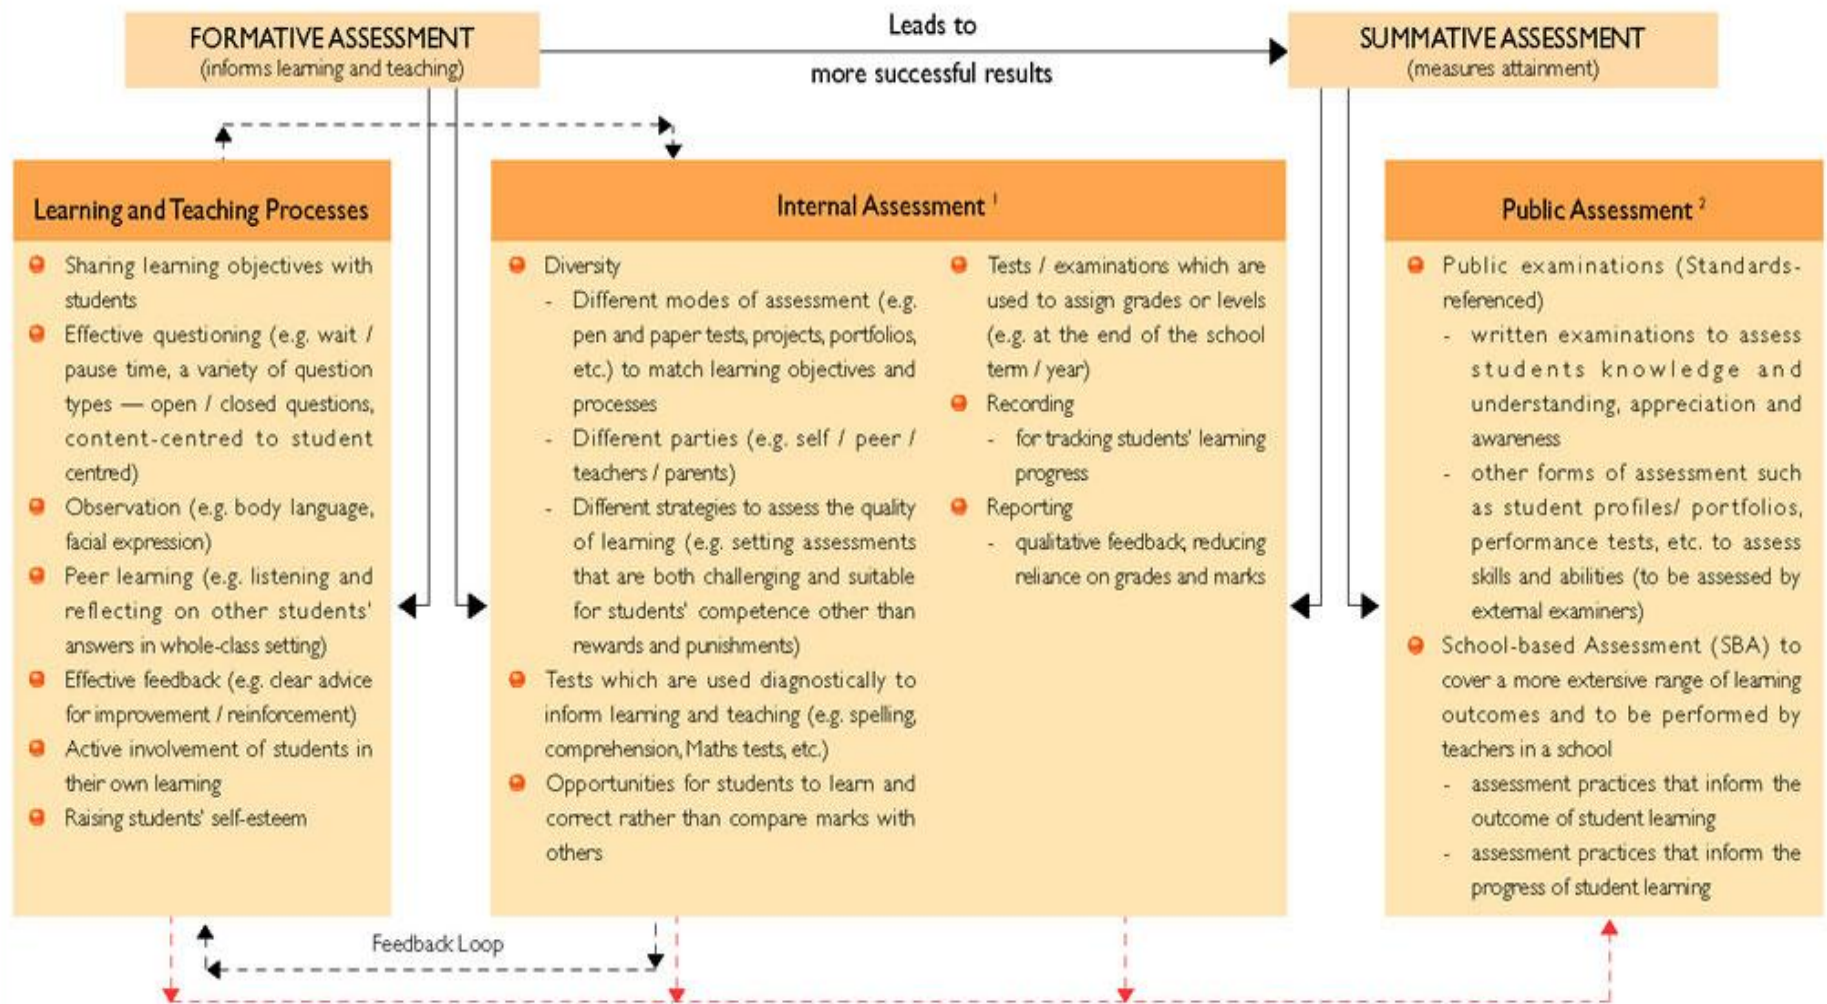 FORMATIVE ASSESSMENT
(informs learning and teaching)
Leads to
more successful results
SUMMATIVE ASSESSMENT
(measures attainment)
Learning and Teaching Processes
Sharing learning objectives with
students
Effective questioning (e.g. wait /
pause time, a variety of question
types — open / closed questions,
content-centred to student
centred)
Observation (e.g. body language,
facial expression)
Peer learning (e.g. listening and
reflecting on other students'
answers in whole-class setting)
Effective feedback (e.g. clear advice
for improvement / reinforcement)
Active involvement of students in
their own learning
Raising students' self-esteem
Internal Assessment 1
Diversity
- Different modes of assessment (e.g.
pen and paper tests, projects, portfolios,
etc.) to match learning objectives and
processes
- Different parties (e.g. self / peer /
teachers / parents)
- Different strategies to assess the quality
of learning (e.g. setting assessments
that are both challenging and suitable
for students' competence other than
rewards and punishments)
Tests which are used diagnostically to
inform learning and teaching (e.g. spelling,
comprehension, Maths tests, etc.)
Opportunities for students to learn and
correct rather than compare marks with
others
Tests / examinations which are
used to assign grades or levels
(e.g. at the end of the school
term / year)
Recording
- for tracking students' learning
progress
Reporting
- qualitative feedback, reducing
reliance on grades and marks
Public Assessment 2
Public examinations (Standards-
referenced)
- written examinations to assess
students knowledge and
understanding, appreciation and
awareness
- other forms of assessment such
as student profiles/ portfolios,
performance tests, etc. to assess
skills and abilities (to be assessed by
external examiners)
School-based Assessment (SBA) to
cover a more extensive range of learning
outcomes and to be performed by
teachers in a school
- assessment practices that inform the
outcome of student learning
- assessment practices that inform the
progress of student learning
Feedback Loop